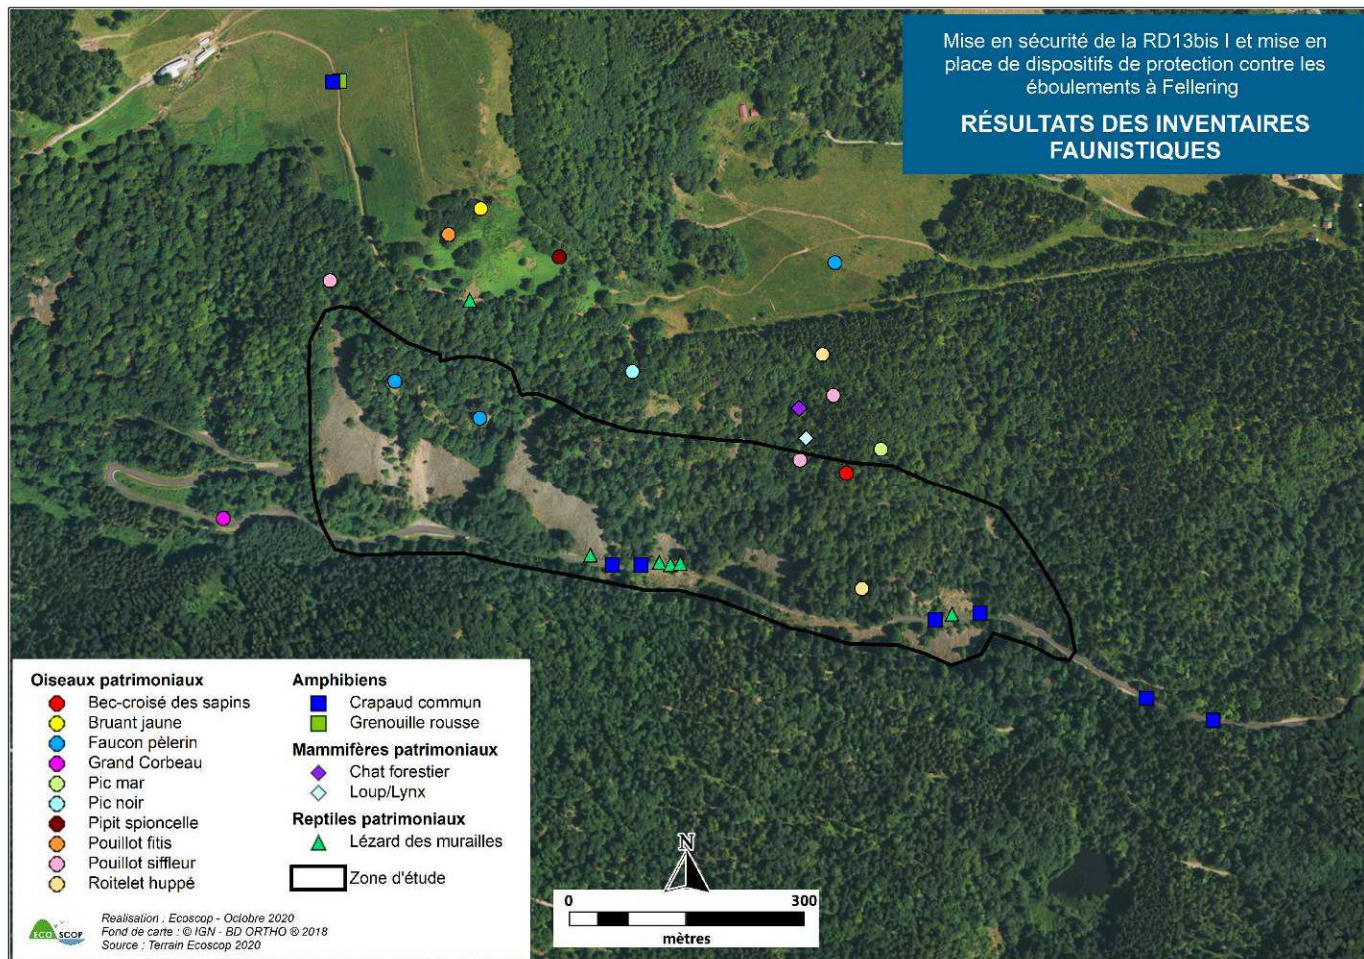 Mise en sécurité de la RD13bis I et mise en
place de dispositifs de protection contre les
éboulements à Fellering
RÉSULTATS DES INVENTAIRES
FAUNISTIQUES
Oiseaux patrimoniaux
Bec-croisé des sapins
Bruant jaune
Faucon pèlerin
Grand Corbeau
Pic mar
Pic noir
Pipit spioncelle
Pouillot fitis
Pouillot siffleur
Roitelet huppé
Amphibiens
Crapaud commun
Grenouille rousse
Mammifères patrimoniaux
Chat forestier
Loup/Lynx
Reptiles patrimoniaux
Lézard des murailles
Zone d'étude
ECO SCOP
Realisation : Ecoscop - Octobre 2020
Fond de carte : © IGN - BD ORTHO ® 2018
Source : Terrain Ecoscop 2020
N
0 300
mètres